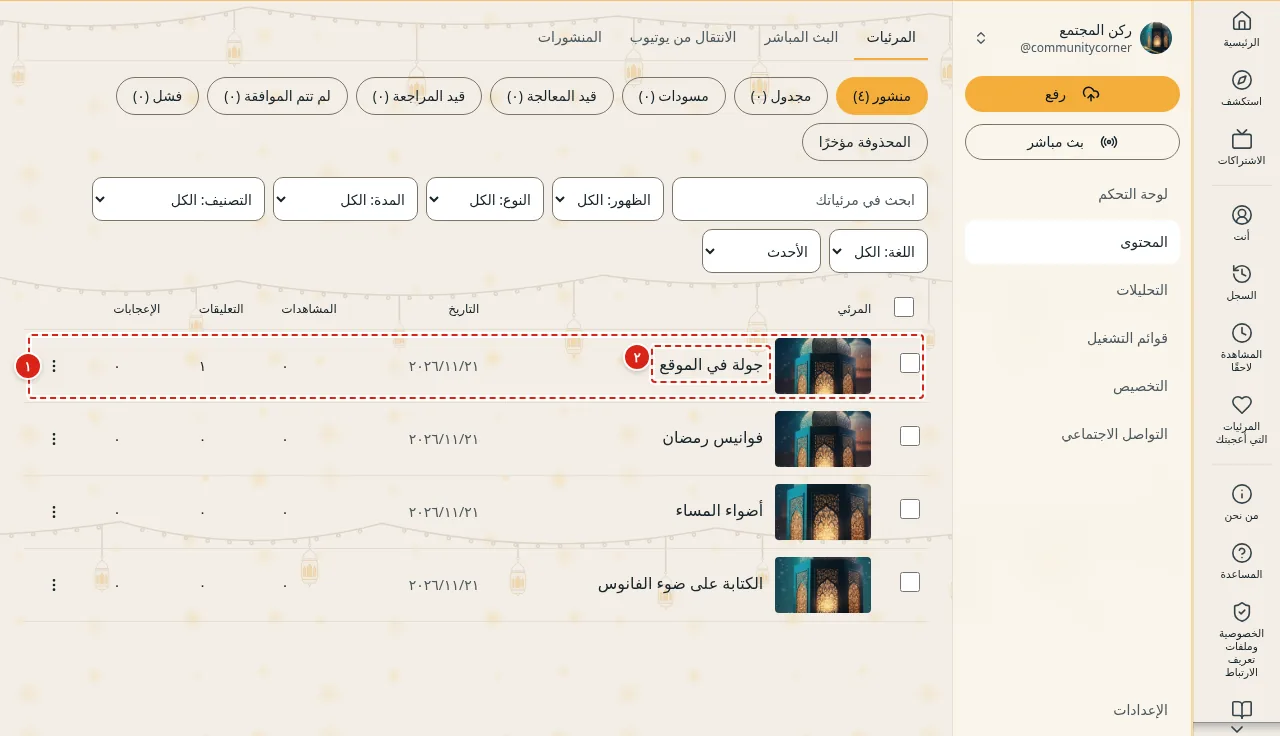 الرئيسية
استكشف
الاشتراكات
أنت
السجل
المشاهدة
لاحقًا
المرئيات
التي أعجبتك
من نحن
المساعدة
الخصوصية
وملفات
تعريف
الارتباط
ركن المجتمع
@communitycorner
رفع
بث مباشر
لوحة التحكم
المحتوى
التحليلات
قوائم التشغيل
التخصيص
التواصل الاجتماعي
الإعدادات
المرئيات البث المباشر الانتقال من يوتيوب المنشورات
منشور (٤) مجدول (٠) مسودات (٠) قيد المعالجة (٠) قيد المراجعة (٠) لم تتم الموافقة (٠) فشل (٠)
المحذوفة مؤخرًا
ابحث في مرئياتك الظهور: الكل النوع: الكل المدة: الكل التصنيف: الكل
اللغة: الكل الأحدث
المرئي التاريخ المشاهدات التعليقات الإعجابات
جولة في الموقع ٢ ٢٠٢٦/١١/٢١ ٠ ١ ٠ ١
فوانيس رمضان ٢٠٢٦/١١/٢١ ٠ ٠ ٠
أضواء المساء ٢٠٢٦/١١/٢١ ٠ ٠ ٠
الكتابة على ضوء الفانوس ٢٠٢٦/١١/٢١ ٠ ٠ ٠